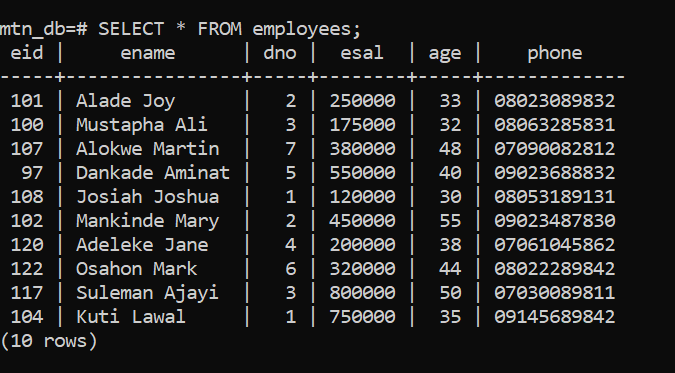 mtn_db=# SELECT * FROM employees;
 eid |     ename      | dno |  esal  | age |    phone
-----+----------------+-----+--------+-----+-------------
 101 | Alade Joy      |   2 | 250000 |  33 | 08023089832
 100 | Mustapha Ali   |   3 | 175000 |  32 | 08063285831
 107 | Alokwe Martin  |   7 | 380000 |  48 | 07090082812
  97 | Dankade Aminat |   5 | 550000 |  40 | 09023688832
 108 | Josiah Joshua  |   1 | 120000 |  30 | 08053189131
 102 | Mankinde Mary  |   2 | 450000 |  55 | 09023487830
 120 | Adeleke Jane   |   4 | 200000 |  38 | 07061045862
 122 | Osahon Mark    |   6 | 320000 |  44 | 08022289842
 117 | Suleman Ajayi  |   3 | 800000 |  50 | 07030089811
 104 | Kuti Lawal     |   1 | 750000 |  35 | 09145689842
(10 rows)